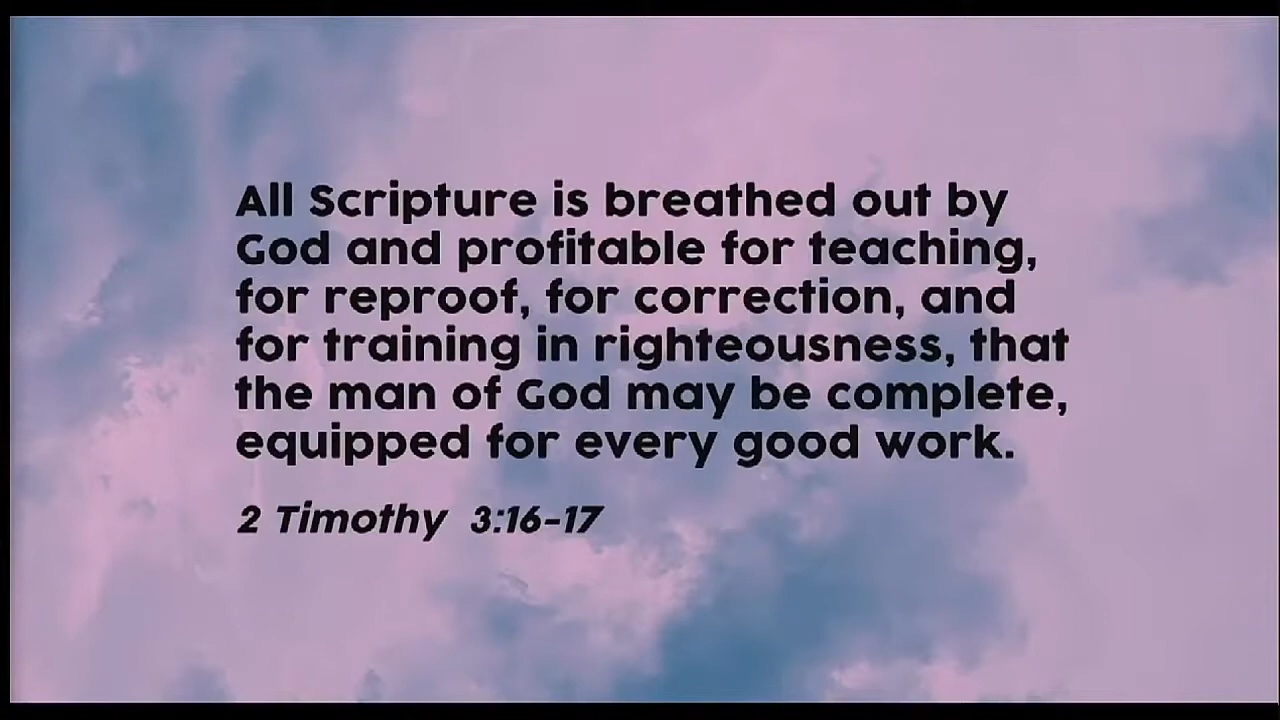 All Scripture is breathed out by
God and profitable for teaching,
for reproof, for correction, and
for training in righteousness, that
the man of God may be complete,
equipped for every good work.
2 Timothy 3:16-17